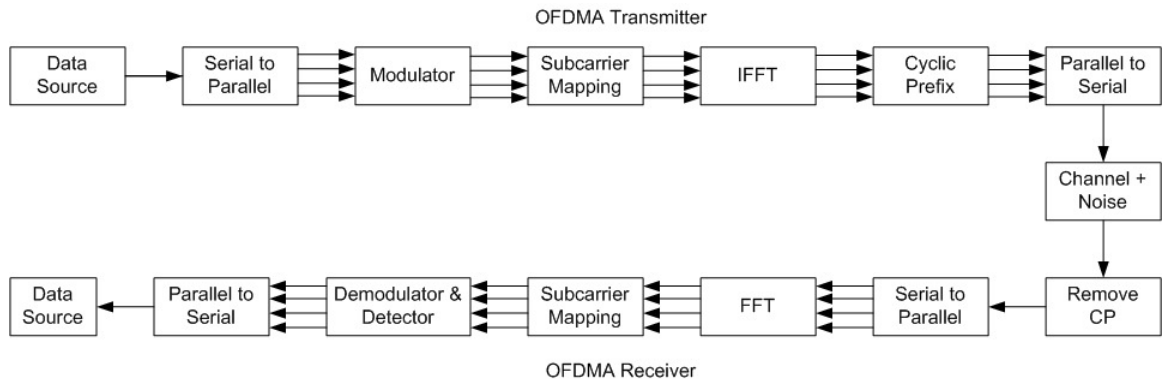 OFDMA Transmitter
Data
Source
Serial to
Parallel
Modulator
Subcarrier
Mapping
IFFT
Cyclic
Prefix
Parallel to
Serial
Channel +
Noise
Remove
CP
Serial to
Parallel
FFT
Subcarrier
Mapping
Demodulator &
Detector
Parallel to
Serial
Data
Source
OFDMA Receiver